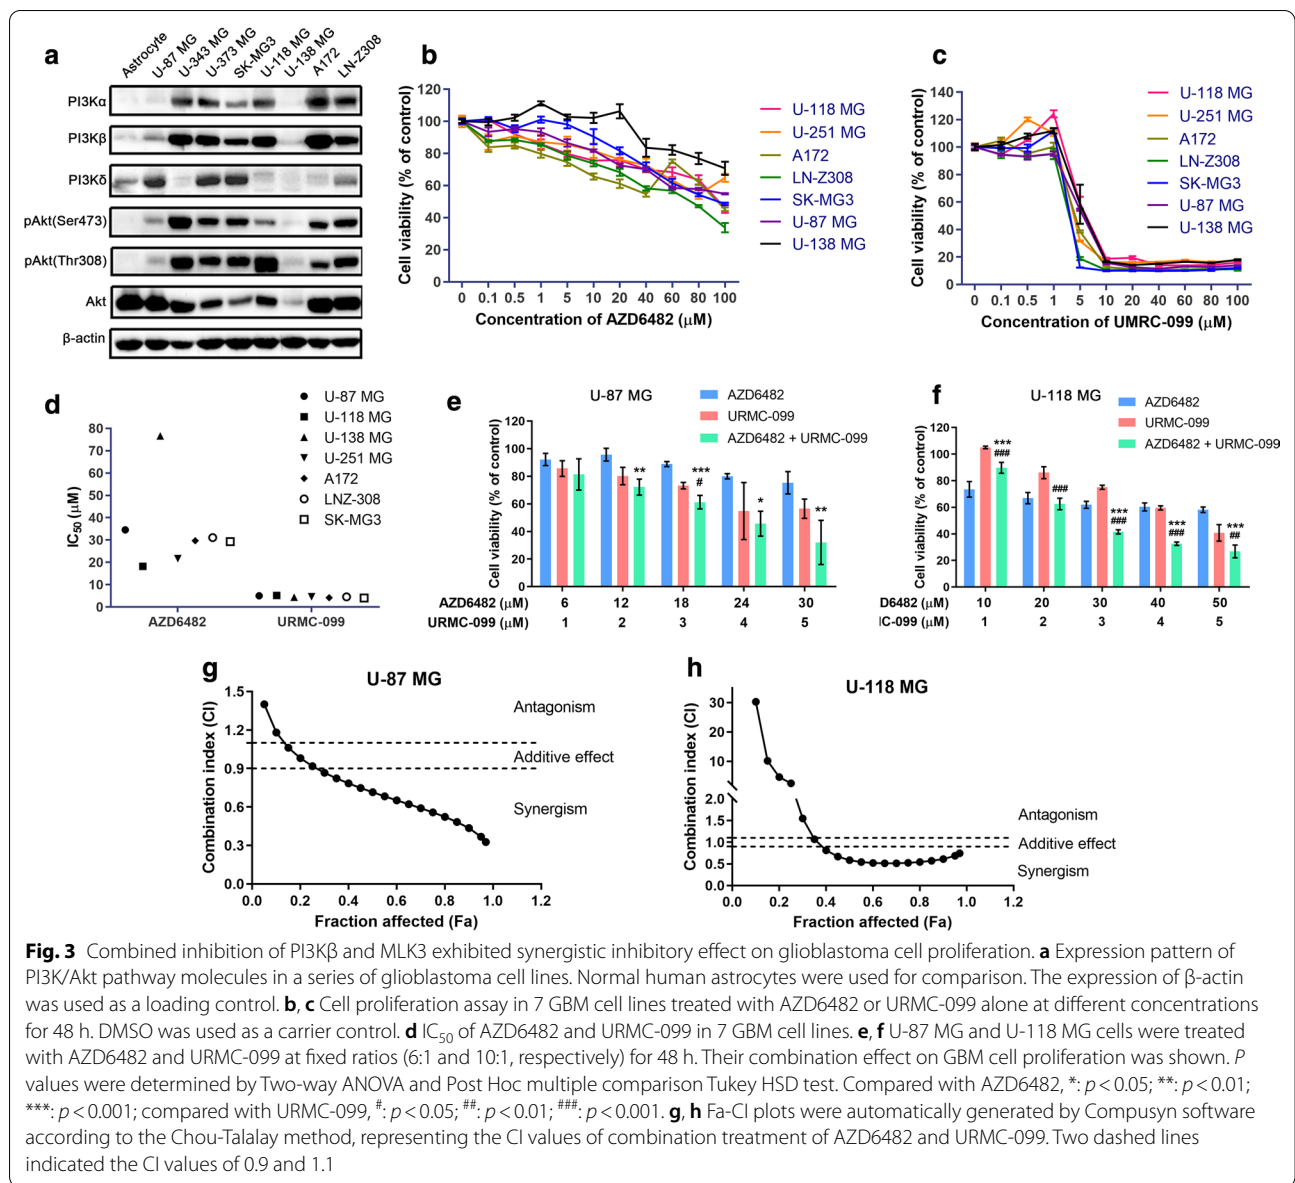 a
Astrocyte
U-87 MG
U-343 MG
U-373 MG
SK-MG3
U-118 MG
U-138 MG
A172
LN-Z308
PI3Kα
PI3Kβ
PI3Kδ
pAkt(Ser473)
pAkt(Thr308)
Akt
β-actin
b
Cell viability (% of control)
120
100
80
60
40
20
0
0 0.1 0.5 1 5 10 20 40 60 80 100
Concentration of AZD6482 (μM)
U-118 MG
U-251 MG
A172
LN-Z308
SK-MG3
U-87 MG
U-138 MG
c
Cell viability (% of control)
140
120
100
80
60
40
20
0
0 0.1 0.5 1 5 10 20 40 60 80 100
Concentration of UMRC-099 (μM)
U-118 MG
U-251 MG
A172
LN-Z308
SK-MG3
U-87 MG
U-138 MG
d
IC50 (μM)
80
70
60
50
40
30
20
10
0
AZD6482 URMC-099
U-87 MG
U-118 MG
U-138 MG
U-251 MG
A172
LNZ-308
SK-MG3
e
U-87 MG
AZD6482
URMC-099
AZD6482 + URMC-099
Cell viability (% of control)
120
100
80
60
40
20
0
**
***
#
*
**
AZD6482 (μM) 6 12 18 24 30
URMC-099 (μM) 1 2 3 4 5
f
U-118 MG
AZD6482
URMC-099
AZD6482 + URMC-099
Cell viability (% of control)
120
100
80
60
40
20
0
***
###
###
***
###
***
###
***
##
D6482 (μM) 10 20 30 40 50
IC-099 (μM) 1 2 3 4 5
g
U-87 MG
Combination index (CI)
1.5
1.2
0.9
0.6
0.3
0.0
Antagonism
Additive effect
Synergism
0.0 0.2 0.4 0.6 0.8 1.0 1.2
Fraction affected (Fa)
h
U-118 MG
Combination index (CI)
30
20
10
2.0
1.5
1.0
0.5
0.0
Antagonism
Additive effect
Synergism
0.0 0.2 0.4 0.6 0.8 1.0 1.2
Fraction affected (Fa)
Fig. 3 Combined inhibition of PI3Kβ and MLK3 exhibited synergistic inhibitory effect on glioblastoma cell proliferation. a Expression pattern of
PI3K/Akt pathway molecules in a series of glioblastoma cell lines. Normal human astrocytes were used for comparison. The expression of β-actin
was used as a loading control. b, c Cell proliferation assay in 7 GBM cell lines treated with AZD6482 or URMC-099 alone at different concentrations
for 48 h. DMSO was used as a carrier control. d IC50 of AZD6482 and URMC-099 in 7 GBM cell lines. e, f U-87 MG and U-118 MG cells were treated
with AZD6482 and URMC-099 at fixed ratios (6:1 and 10:1, respectively) for 48 h. Their combination effect on GBM cell proliferation was shown. P
values were determined by Two-way ANOVA and Post Hoc multiple comparison Tukey HSD test. Compared with AZD6482, *: p < 0.05; **: p < 0.01;
***: p < 0.001; compared with URMC-099, #: p < 0.05; ##: p < 0.01; ###: p < 0.001. g, h Fa-CI plots were automatically generated by Compusyn software
according to the Chou-Talalay method, representing the CI values of combination treatment of AZD6482 and URMC-099. Two dashed lines
indicated the CI values of 0.9 and 1.1